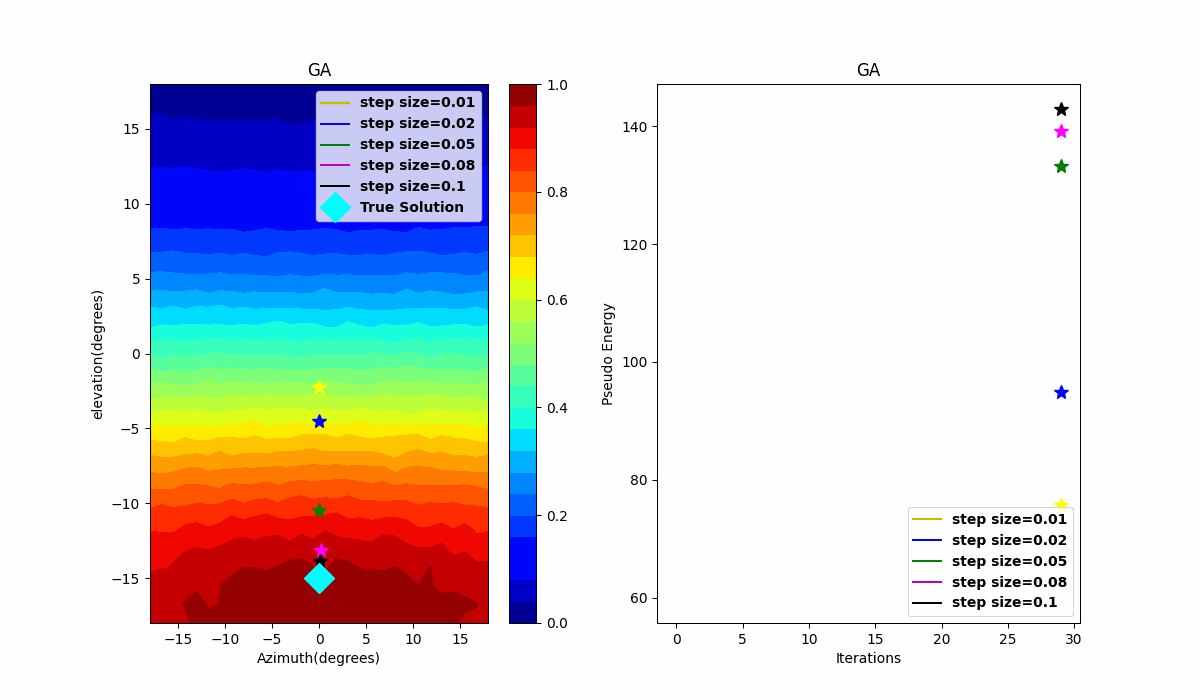 GA
step size=0.01
step size=0.02
step size=0.05
step size=0.08
step size=0.1
True Solution
15
10
5
0
−5
−10
−15
elevation(degrees)
−15 −10 −5 0 5 10 15
Azimuth(degrees)
1.0
0.8
0.6
0.4
0.2
0.0
GA
140
120
100
80
60
Pseudo Energy
step size=0.01
step size=0.02
step size=0.05
step size=0.08
step size=0.1
0 5 10 15 20 25 30
Iterations